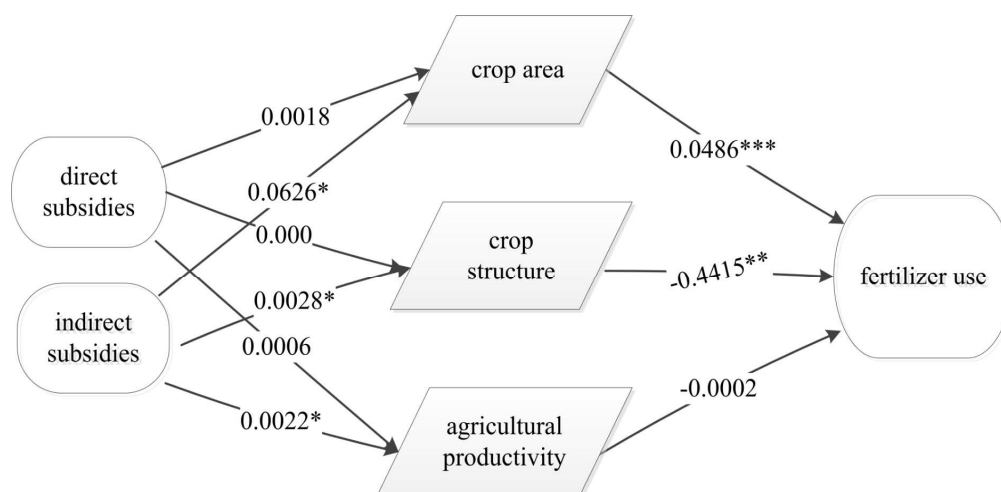 crop area
0.0018
0.0486***
direct
subsidies
0.0626*
0.000
crop
structure
-0.4415**
fertilizer use
0.0028*
indirect
subsidies
0.0006
-0.0002
0.0022*
agricultural
productivity